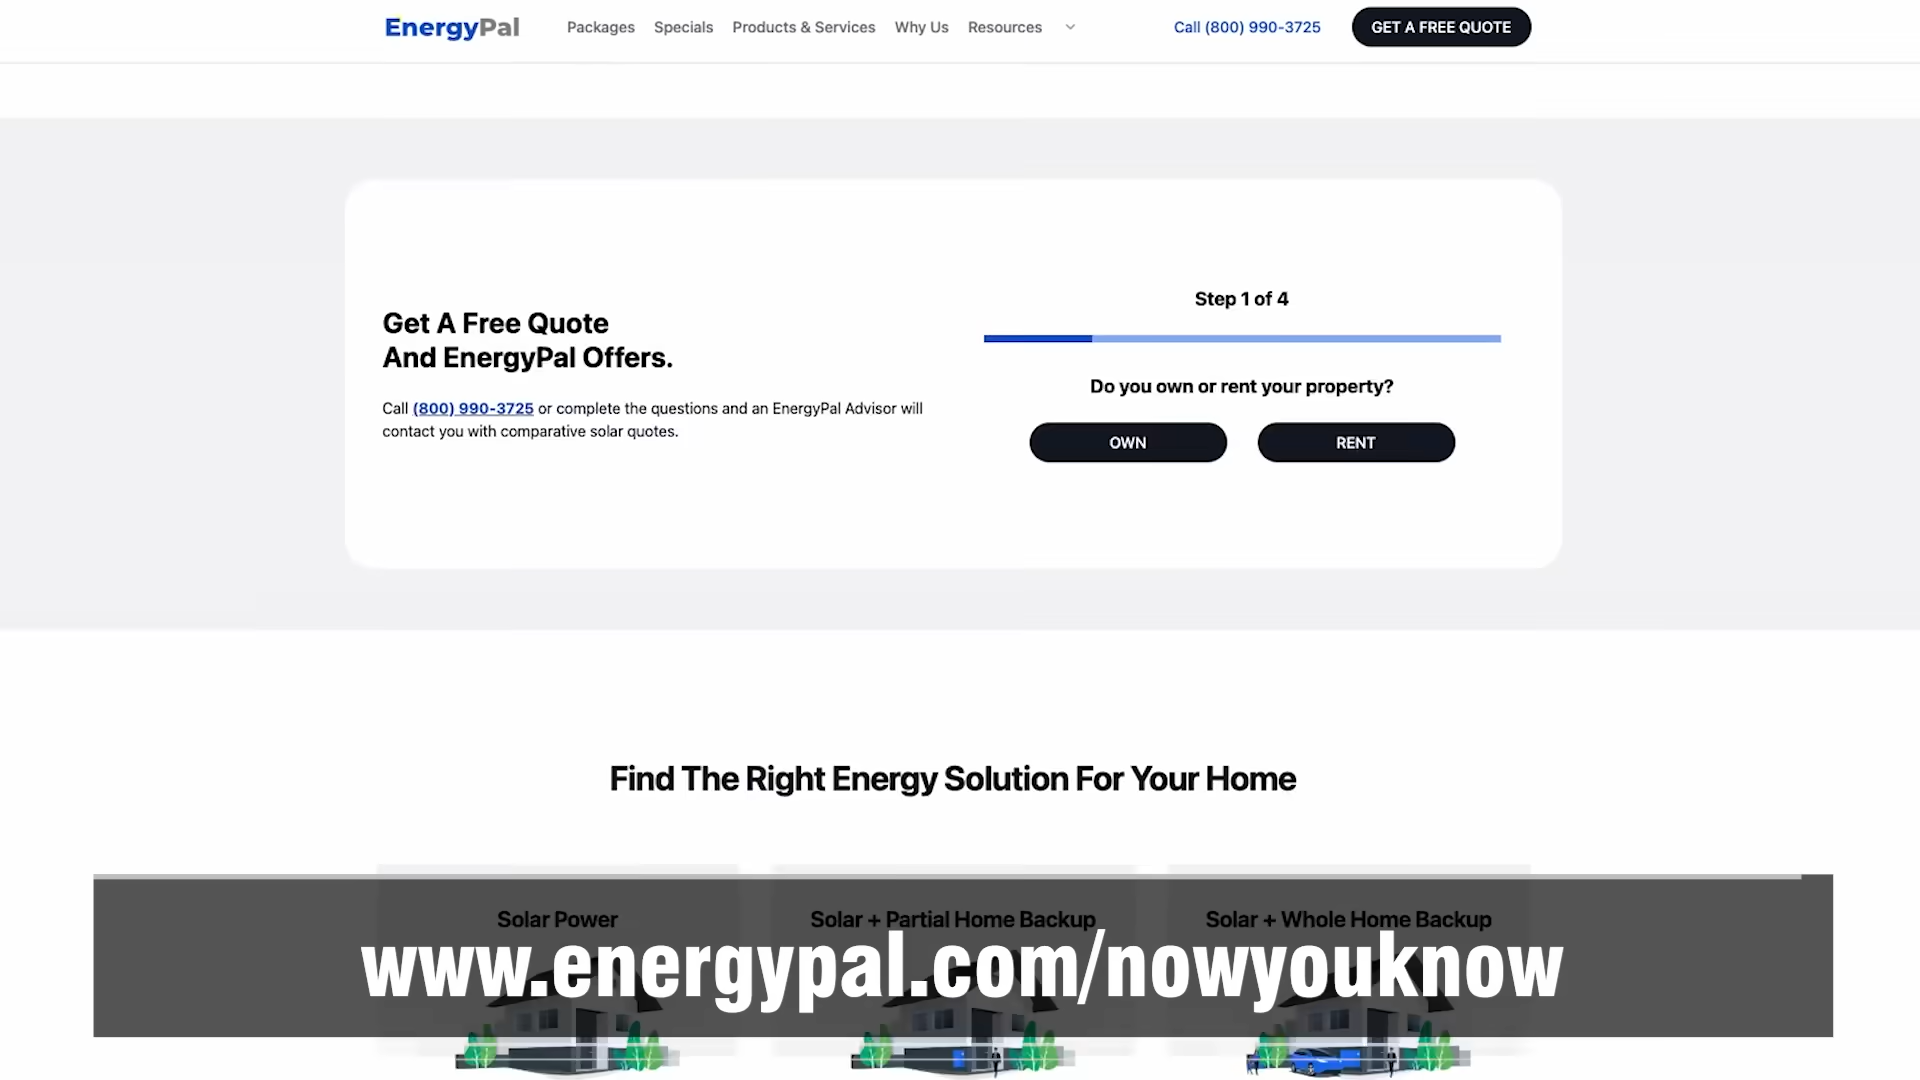 EnergyPal
Packages
Specials
Products & Services
Why Us
Resources
Call (800) 990-3725
GET A FREE QUOTE
Get A Free Quote
And EnergyPal Offers.
Call (800) 990-3725 or complete the questions and an EnergyPal Advisor will
contact you with comparative solar quotes.
Step 1 of 4
Do you own or rent your property?
OWN
RENT
Find The Right Energy Solution For Your Home
Solar Power
Solar + Partial Home Backup
Solar + Whole Home Backup
www.energypal.com/nowyouknow